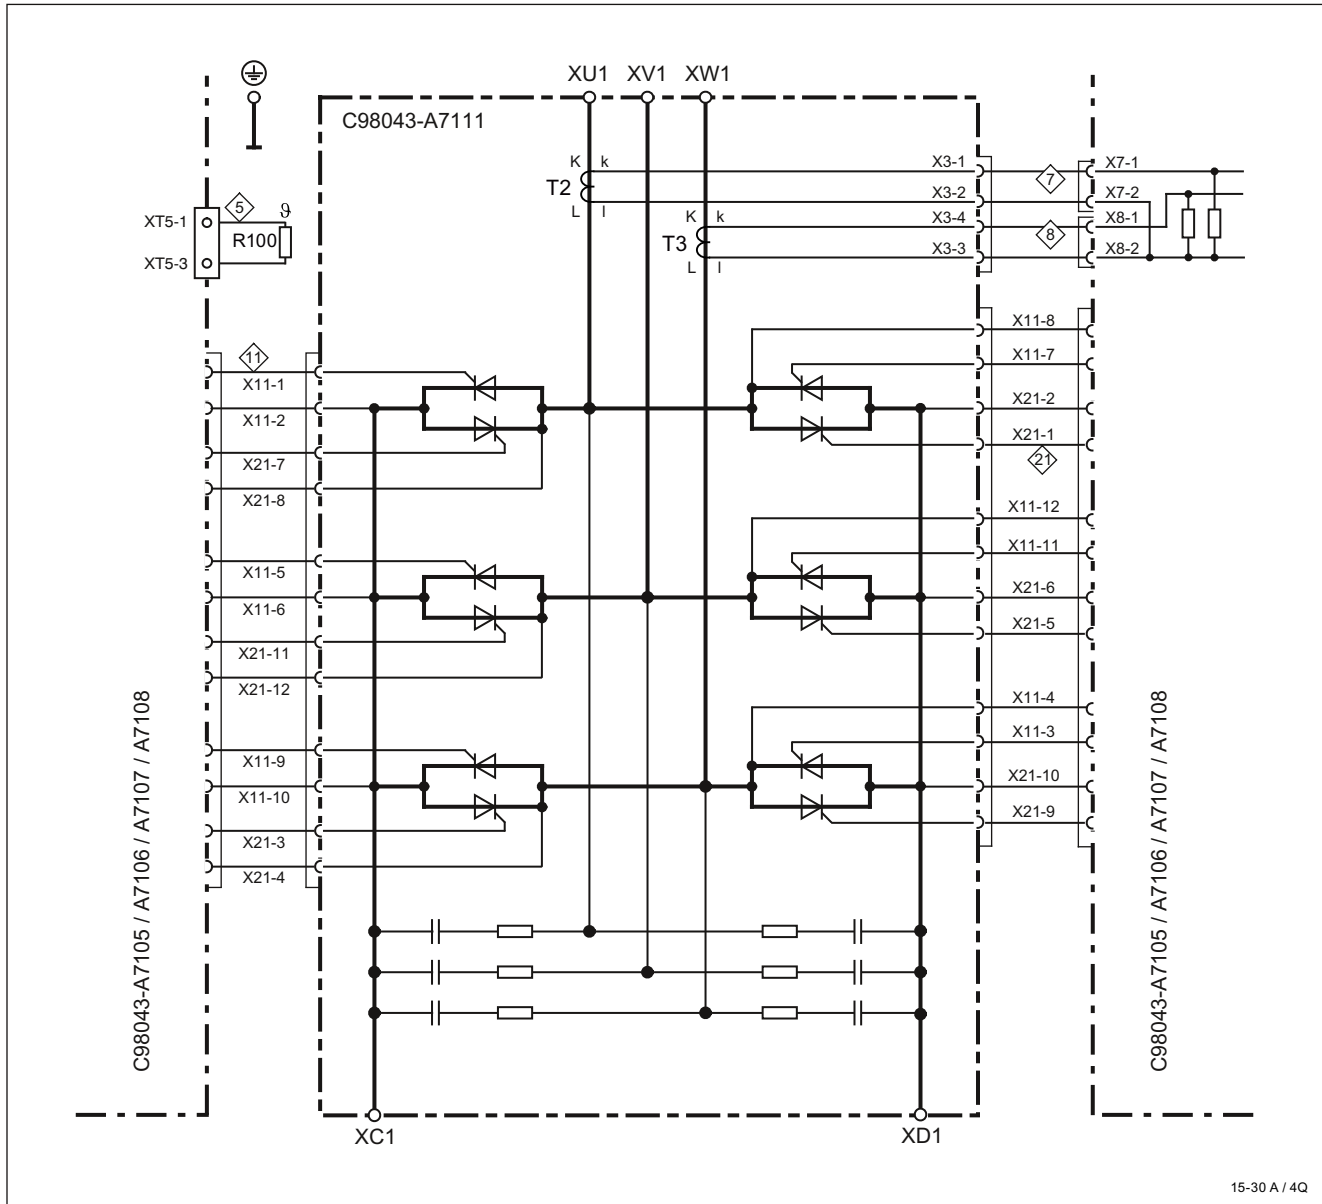 XU1 XV1 XW1
C98043-A7111
K k
T2
L l
K k
T3
L l
X3-1
X3-2
X3-4
X3-3
7
8
X7-1
X7-2
X8-1
X8-2
5
ϑ
XT5-1
R100
XT5-3
11
X11-1
X11-2
X21-7
X21-8
X11-5
X11-6
X21-11
X21-12
X11-9
X11-10
X21-3
X21-4
X11-8
X11-7
X21-2
X21-1
21
X11-12
X11-11
X21-6
X21-5
X11-4
X11-3
X21-10
X21-9
C98043-A7105 / A7106 / A7107 / A7108
C98043-A7105 / A7106 / A7107 / A7108
XC1
XD1
15-30 A / 4Q